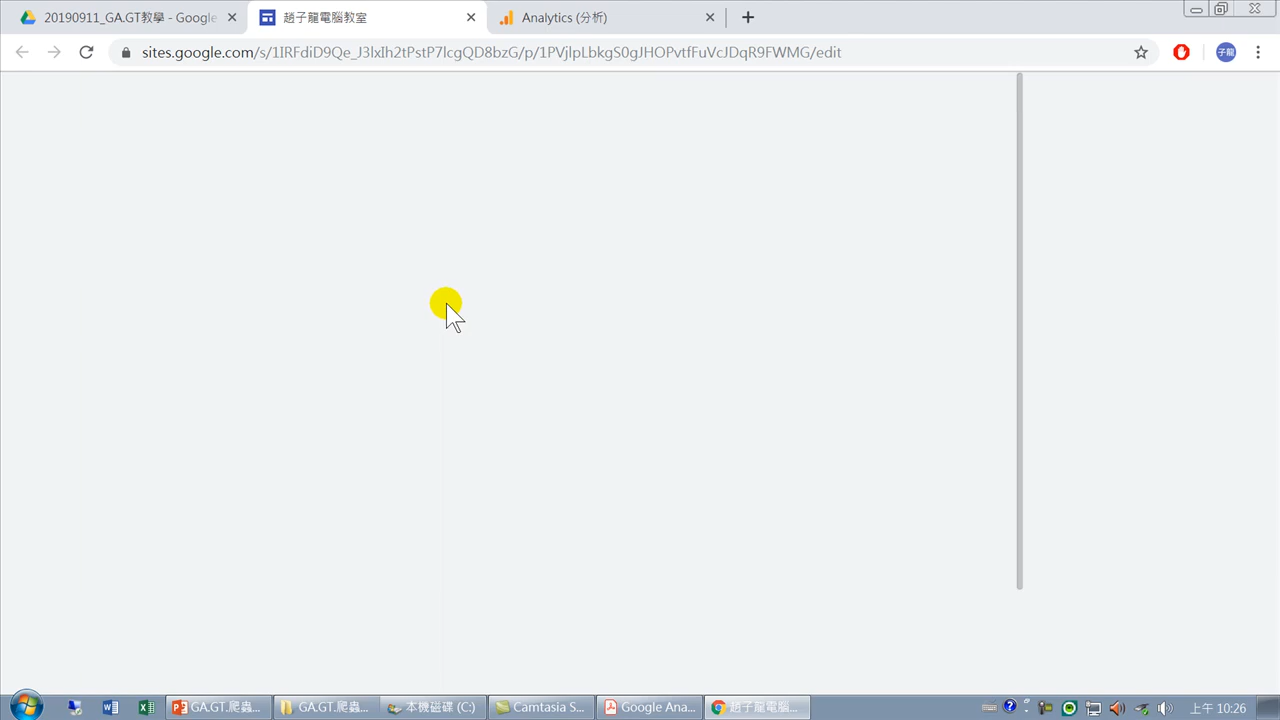 20190911_GA.GT教學 - Google
趙子龍電腦教室
Analytics (分析)
sites.google.com/s/1IRFdiD9Qe_J3lxIh2tPstP7lcgQD8bzG/p/1PVjlpLbkgS0gJHOPvtfFuVcJDqR9FWMG/edit
子龍
GA.GT.爬蟲...
GA.GT.爬蟲...
本機磁碟 (C:)
Camtasia S...
Google Ana...
趙子龍電腦...
上午 10:26